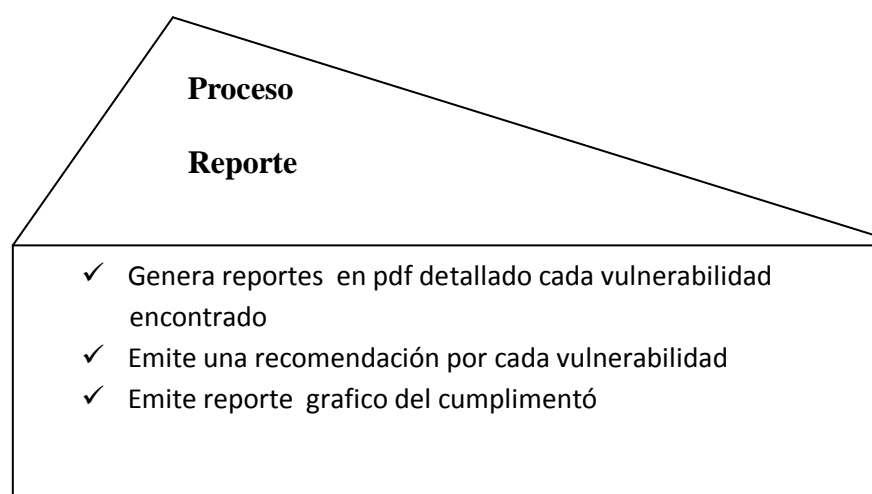 Proceso
Reporte
✓ Genera reportes en pdf detallado cada vulnerabilidad
encontrado
✓ Emite una recomendación por cada vulnerabilidad
✓ Emite reporte grafico del cumplimentó